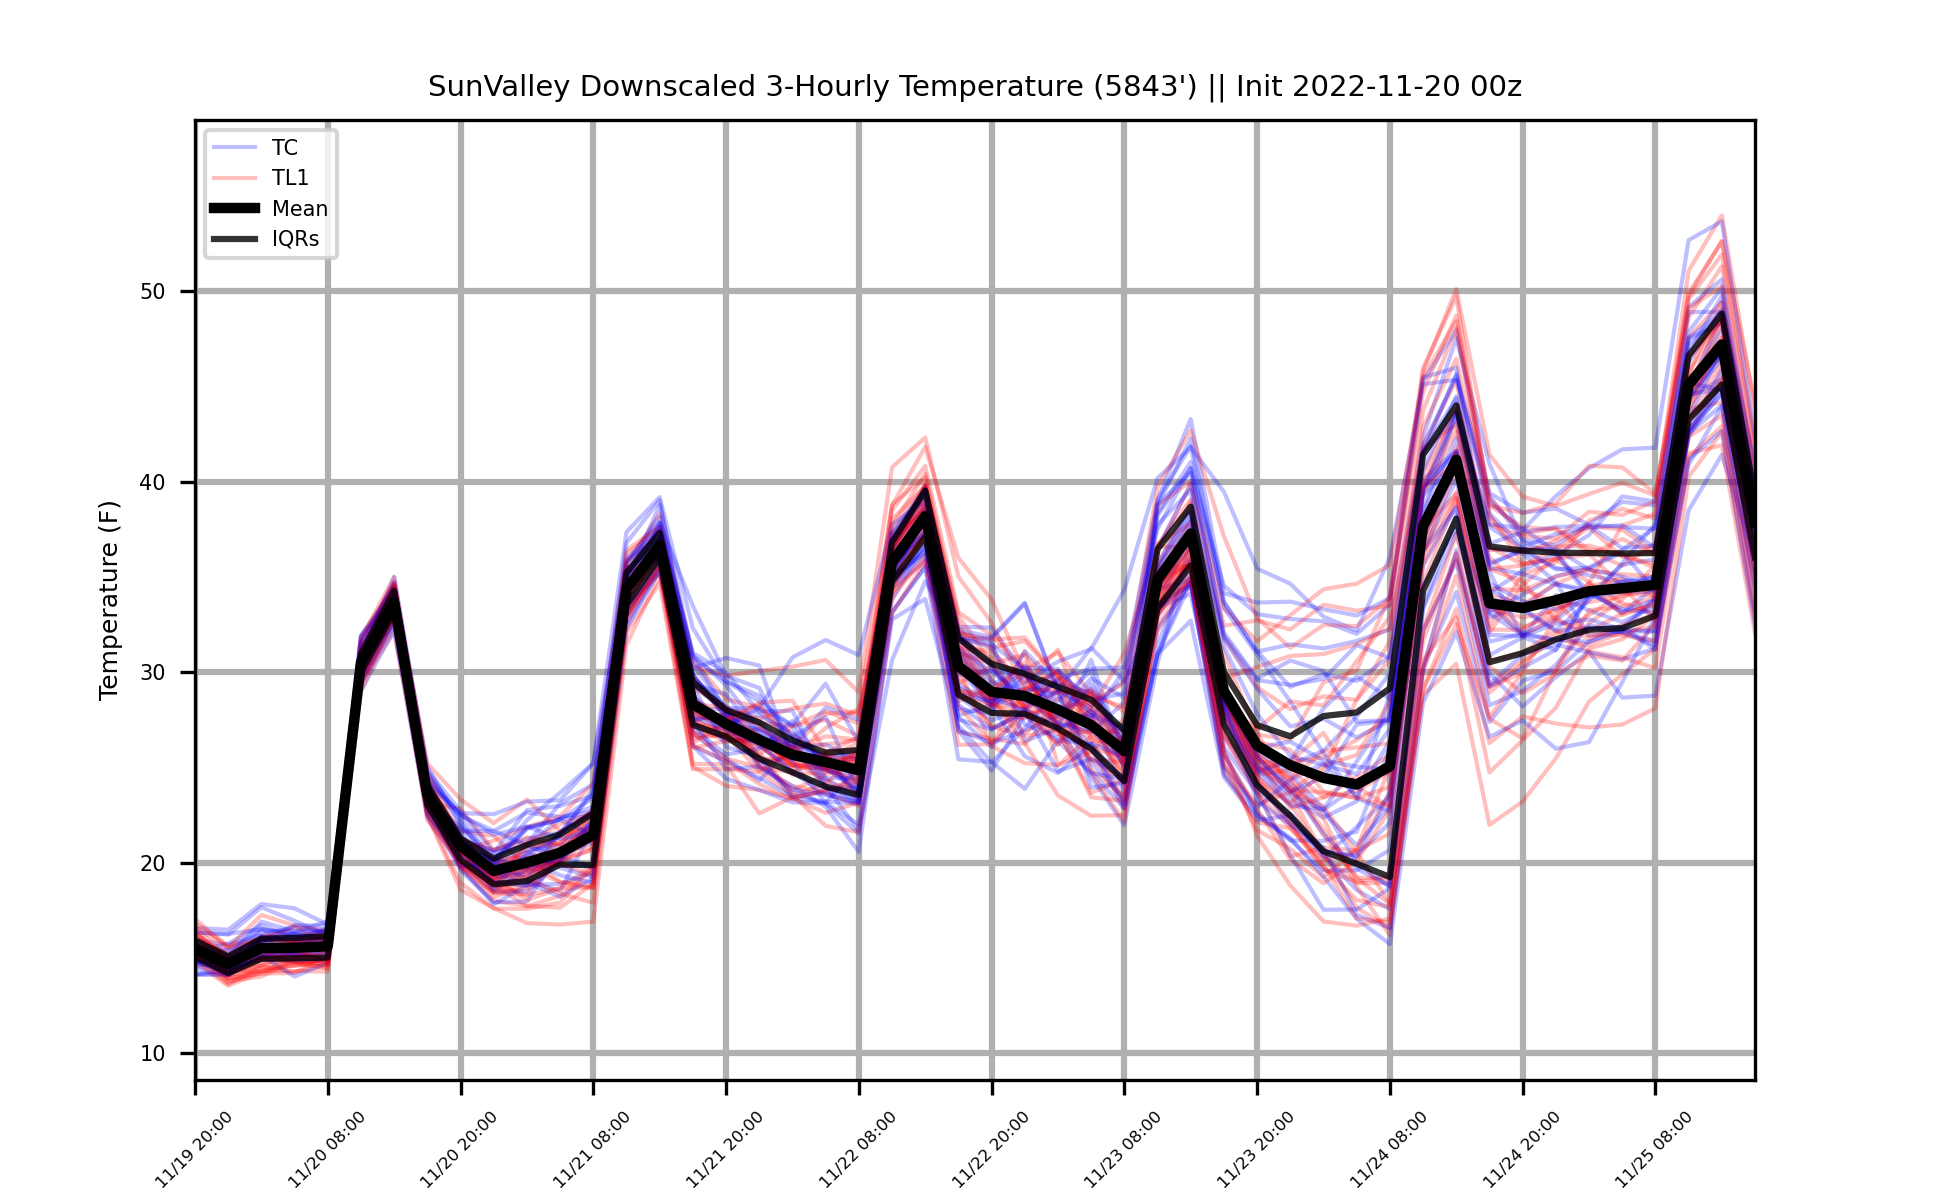 SunValley Downscaled 3-Hourly Temperature (5843') || Init 2022-11-20 00z
TC
TL1
Mean
IQRs
Temperature (F)
50
40
30
20
10
11/19 20:00
11/20 08:00
11/20 20:00
11/21 08:00
11/21 20:00
11/22 08:00
11/22 20:00
11/23 08:00
11/23 20:00
11/24 08:00
11/24 20:00
11/25 08:00